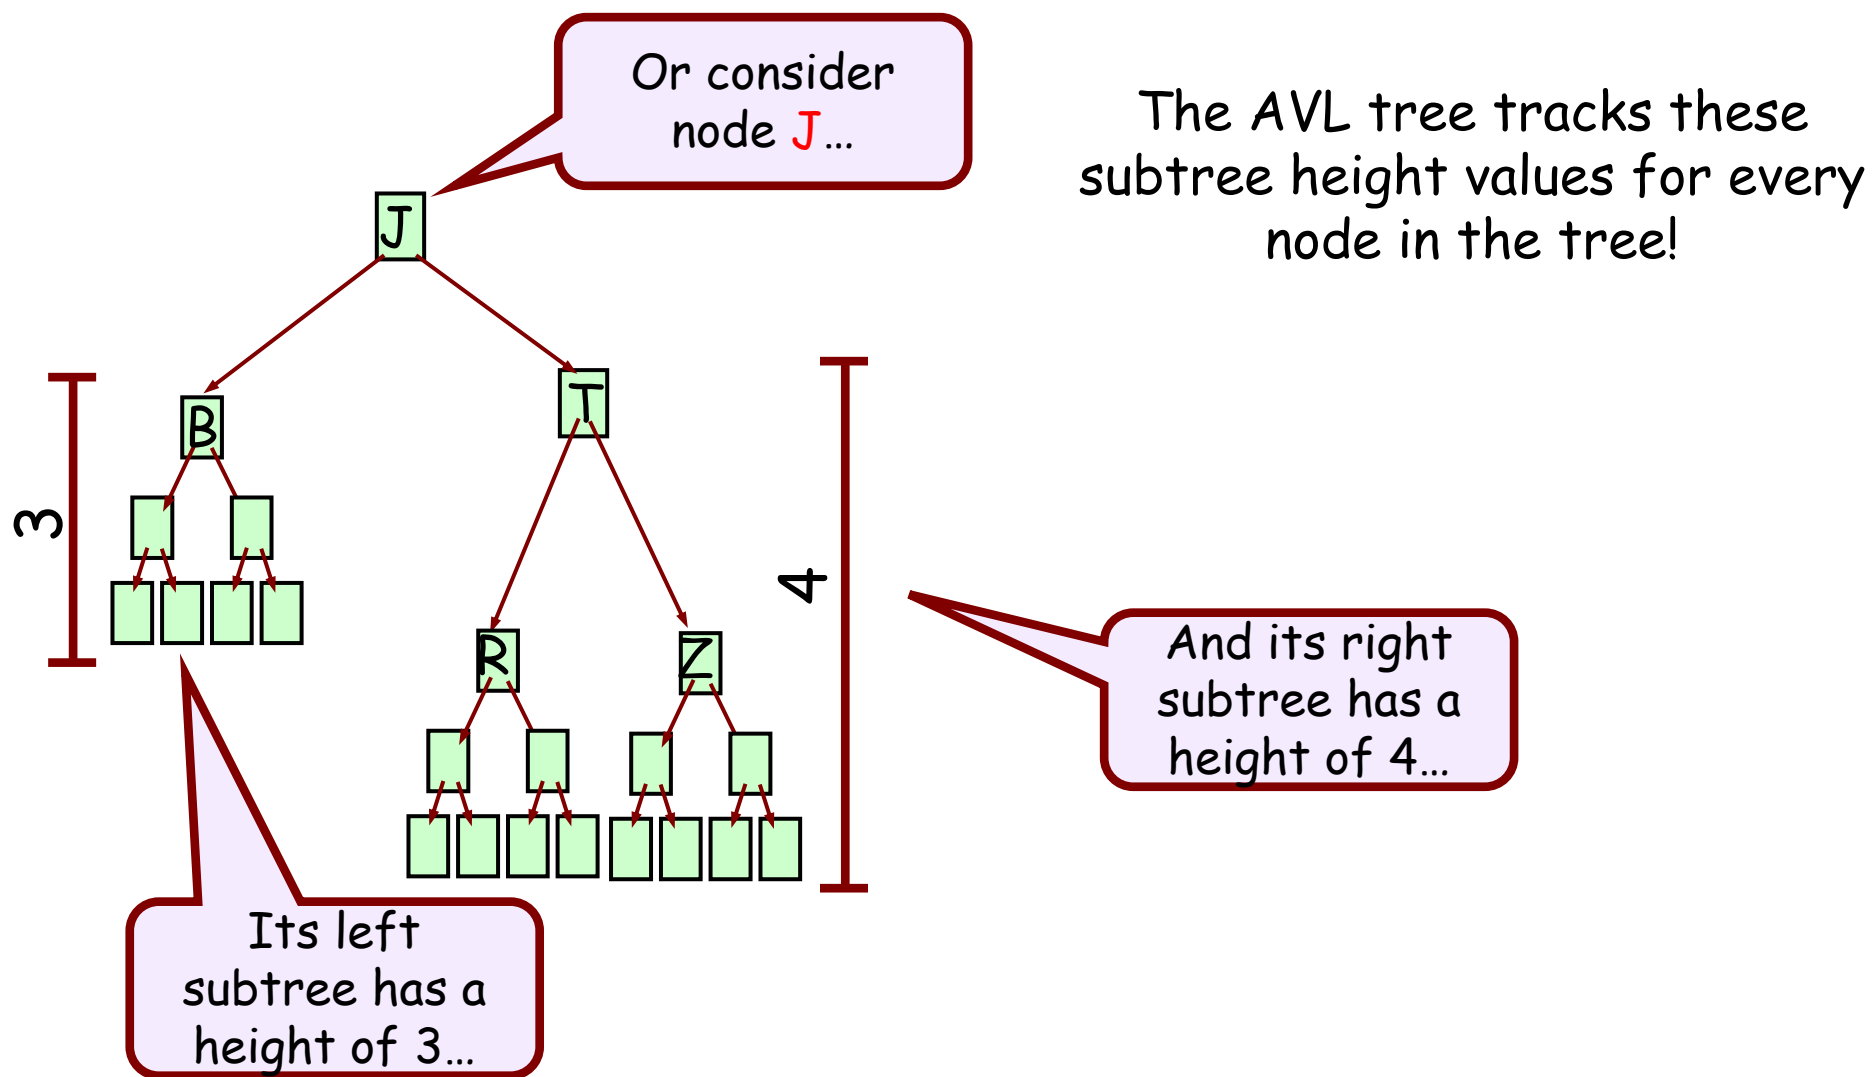 Or consider
node J...
The AVL tree tracks these
subtree height values for every
node in the tree!
J
B
T
3
4
R
Z
And its right
subtree has a
height of 4...
Its left
subtree has a
height of 3...